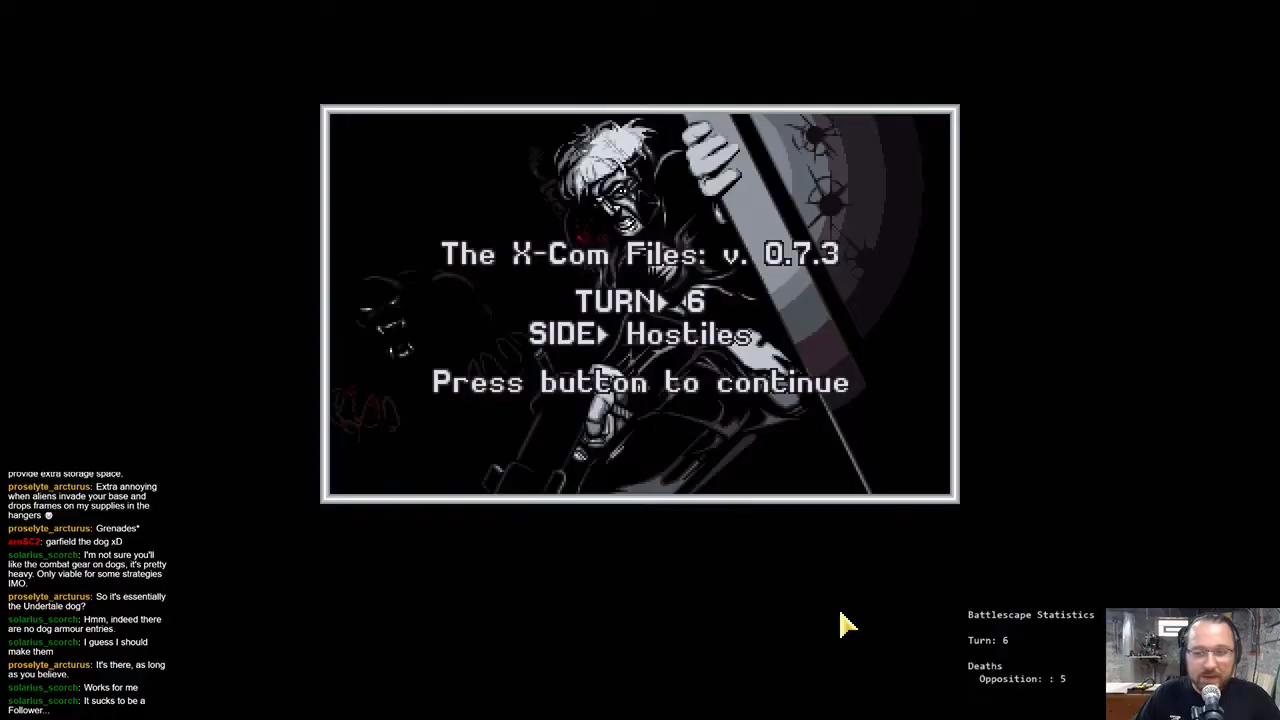 The X-Com Files: v. 0.7.3
TURN▸ 6
SIDE▸ Hostiles
Press button to continue
provide extra storage space.
proselyte_arcturus: Extra annoying
when aliens invade your base and
drops frames on my supplies in the
hangers
proselyte_arcturus: Grenades*
aro$C2: garfield the dog xD
solarius_scorch: I'm not sure you'll
like the combat gear on dogs, it's pretty
heavy. Only viable for some strategies
IMO.
proselyte_arcturus: So it's essentially
the Undertale dog?
solarius_scorch: Hmm, indeed there
are no dog armour entries.
solarius_scorch: I guess I should
make them
proselyte_arcturus: It's there, as long
as you believe.
solarius_scorch: Works for me
solarius_scorch: It sucks to be a
Follower...
Battlescape Statistics
Turn: 6
Deaths
Opposition: : 5